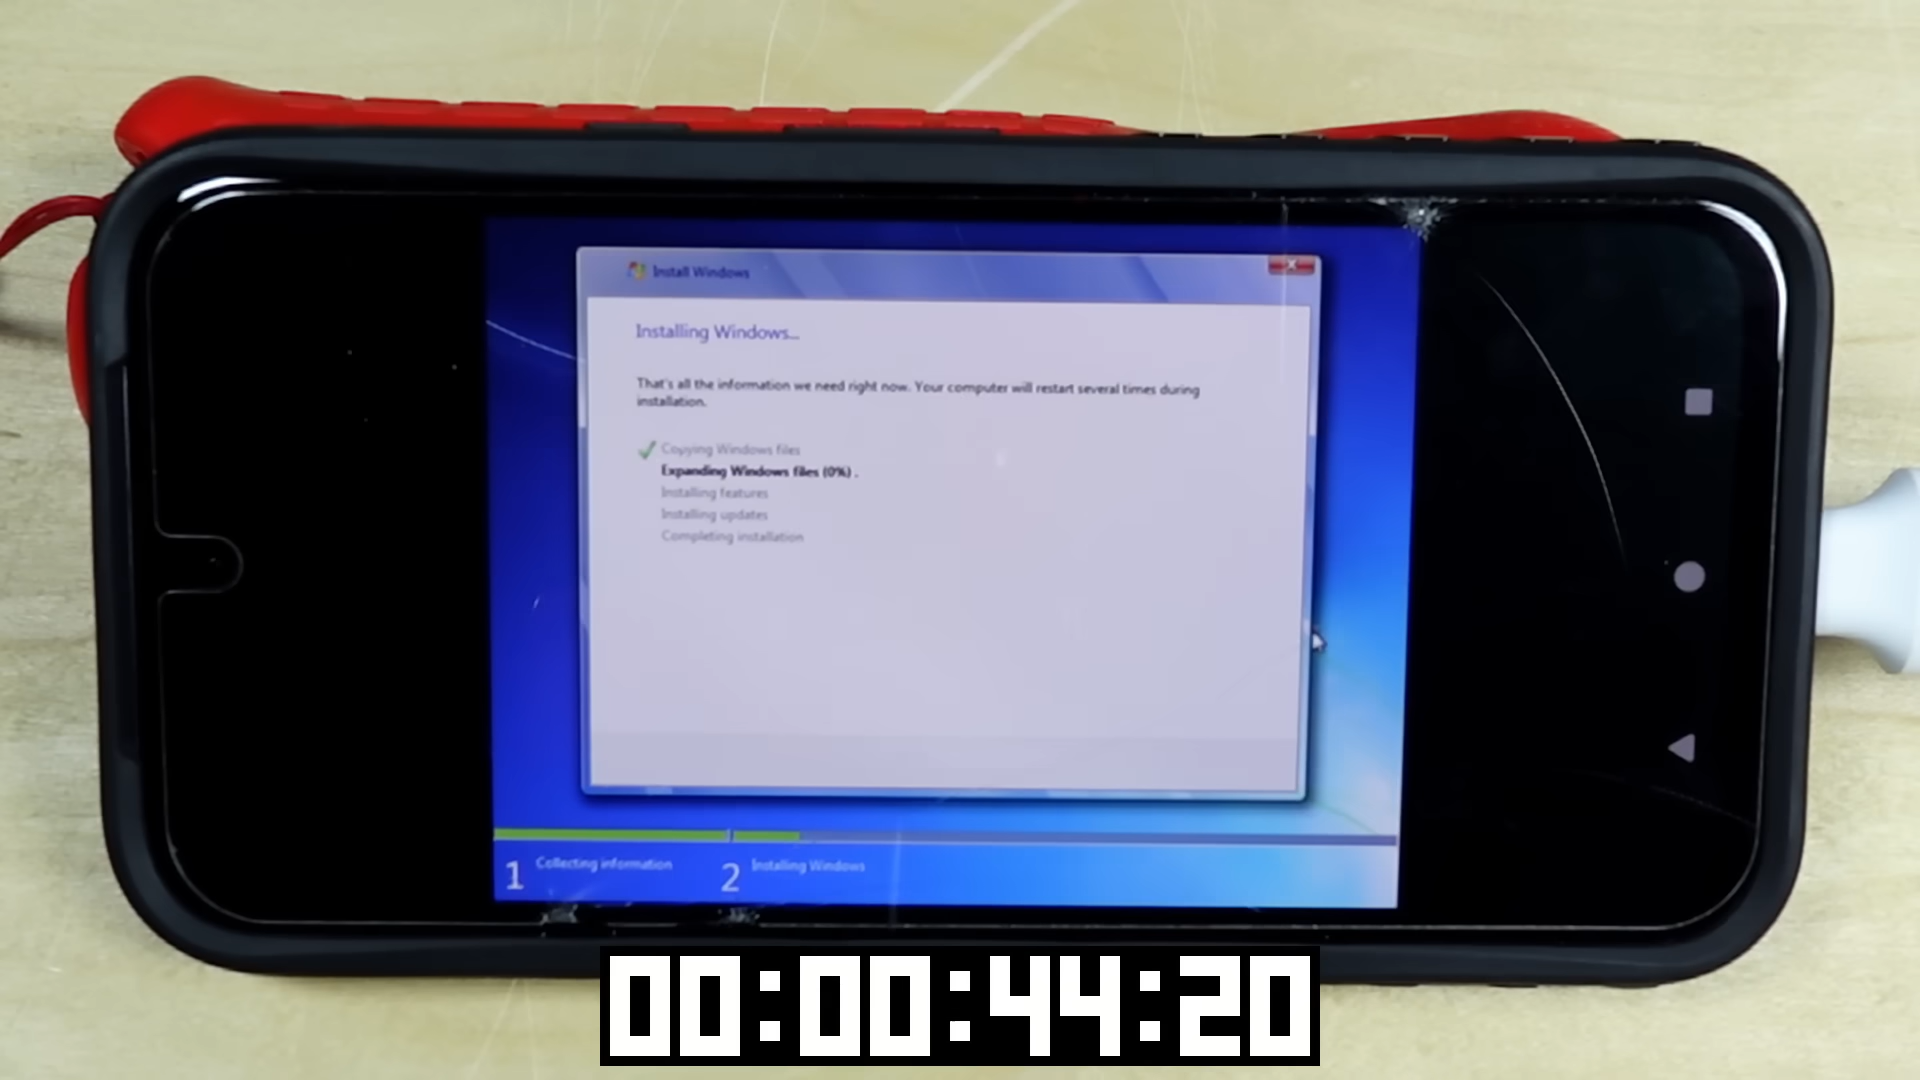 Install Windows
Installing Windows...
That's all the information we need right now. Your computer will restart several times during
installation.
Copying Windows files
Expanding Windows files (0%) .
Installing features
Installing updates
Completing installation
1 Collecting information
2 Installing Windows
00:00:44:20